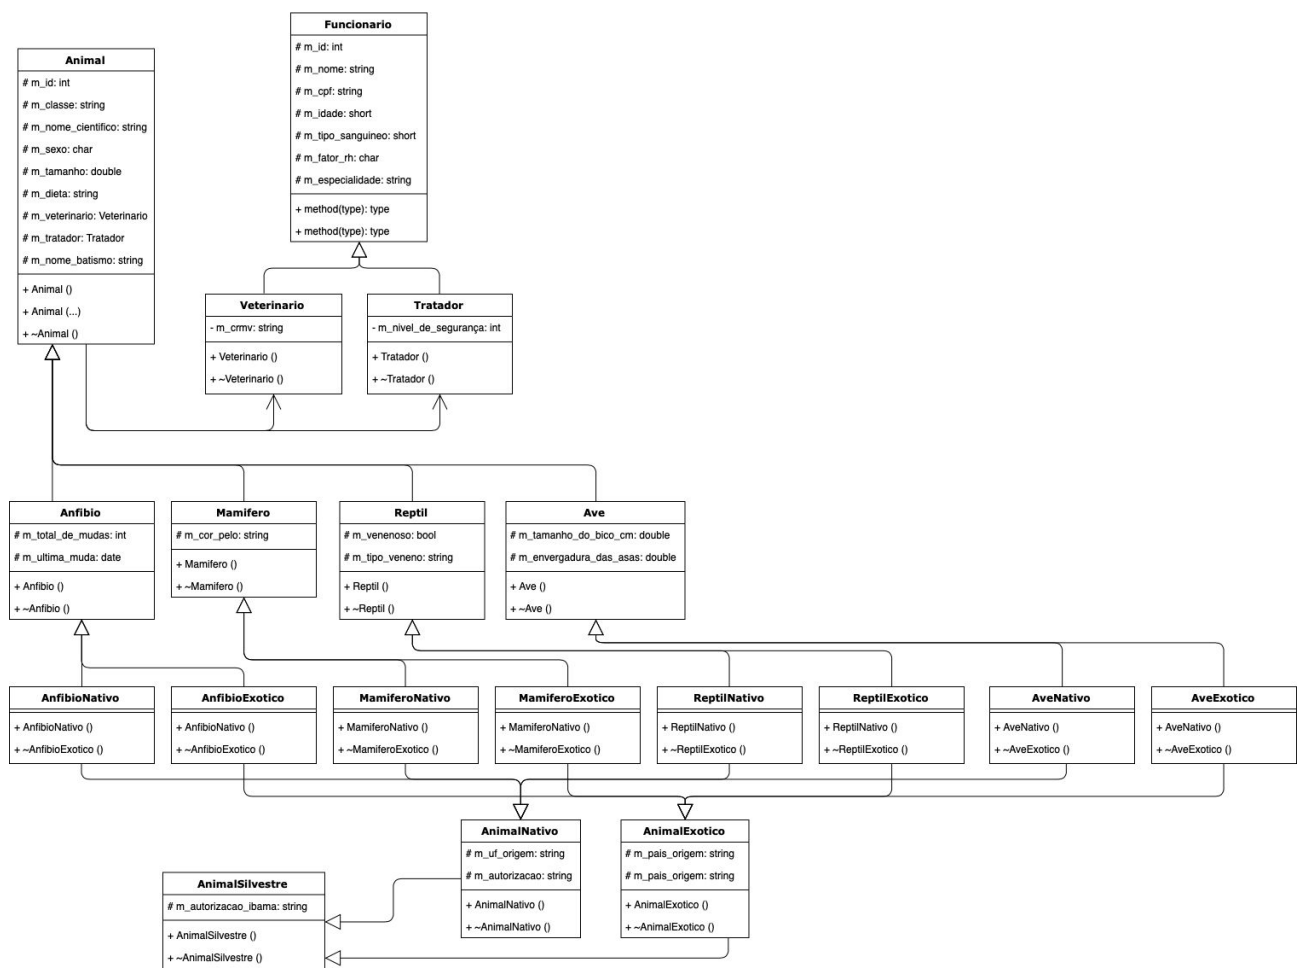 Funcionario
# m_id: int
# m_nome: string
# m_cpf: string
# m_idade: short
# m_tipo_sanguineo: short
# m_fator_rh: char
# m_especialidade: string
+ method(type): type
+ method(type): type
Animal
# m_id: int
# m_classe: string
# m_nome_cientifico: string
# m_sexo: char
# m_tamanho: double
# m_dieta: string
# m_veterinario: Veterinario
# m_tratador: Tratador
# m_nome_batismo: string
+ Animal ()
+ Animal (...)
+ ~Animal ()
Veterinario
- m_crmv: string
+ Veterinario ()
+ ~Veterinario ()
Tratador
- m_nivel_de_segurança: int
+ Tratador ()
+ ~Tratador ()
Anfibio
# m_total_de_mudas: int
# m_ultima_muda: date
+ Anfibio ()
+ ~Anfibio ()
Mamifero
# m_cor_pelo: string
+ Mamifero ()
+ ~Mamifero ()
Reptil
# m_venenoso: bool
# m_tipo_veneno: string
+ Reptil ()
+ ~Reptil ()
Ave
# m_tamanho_do_bico_cm: double
# m_envergadura_das_asas: double
+ Ave ()
+ ~Ave ()
AnfibioNativo
+ AnfibioNativo ()
+ ~AnfibioExotico ()
AnfibioExotico
+ AnfibioNativo ()
+ ~AnfibioExotico ()
MamiferoNativo
+ MamiferoNativo ()
+ ~MamiferoExotico ()
MamiferoExotico
+ MamiferoNativo ()
+ ~MamiferoExotico ()
ReptilNativo
+ ReptilNativo ()
+ ~ReptilExotico ()
ReptilExotico
+ ReptilNativo ()
+ ~ReptilExotico ()
AveNativo
+ AveNativo ()
+ ~AveExotico ()
AveExotico
+ AveNativo ()
+ ~AveExotico ()
AnimalNativo
# m_uf_origem: string
# m_autorizacao: string
+ AnimalNativo ()
+ ~AnimalNativo ()
AnimalExotico
# m_pais_origem: string
# m_pais_origem: string
+ AnimalExotico ()
+ ~AnimalExotico ()
AnimalSilvestre
# m_autorizacao_ibama: string
+ AnimalSilvestre ()
+ ~AnimalSilvestre ()